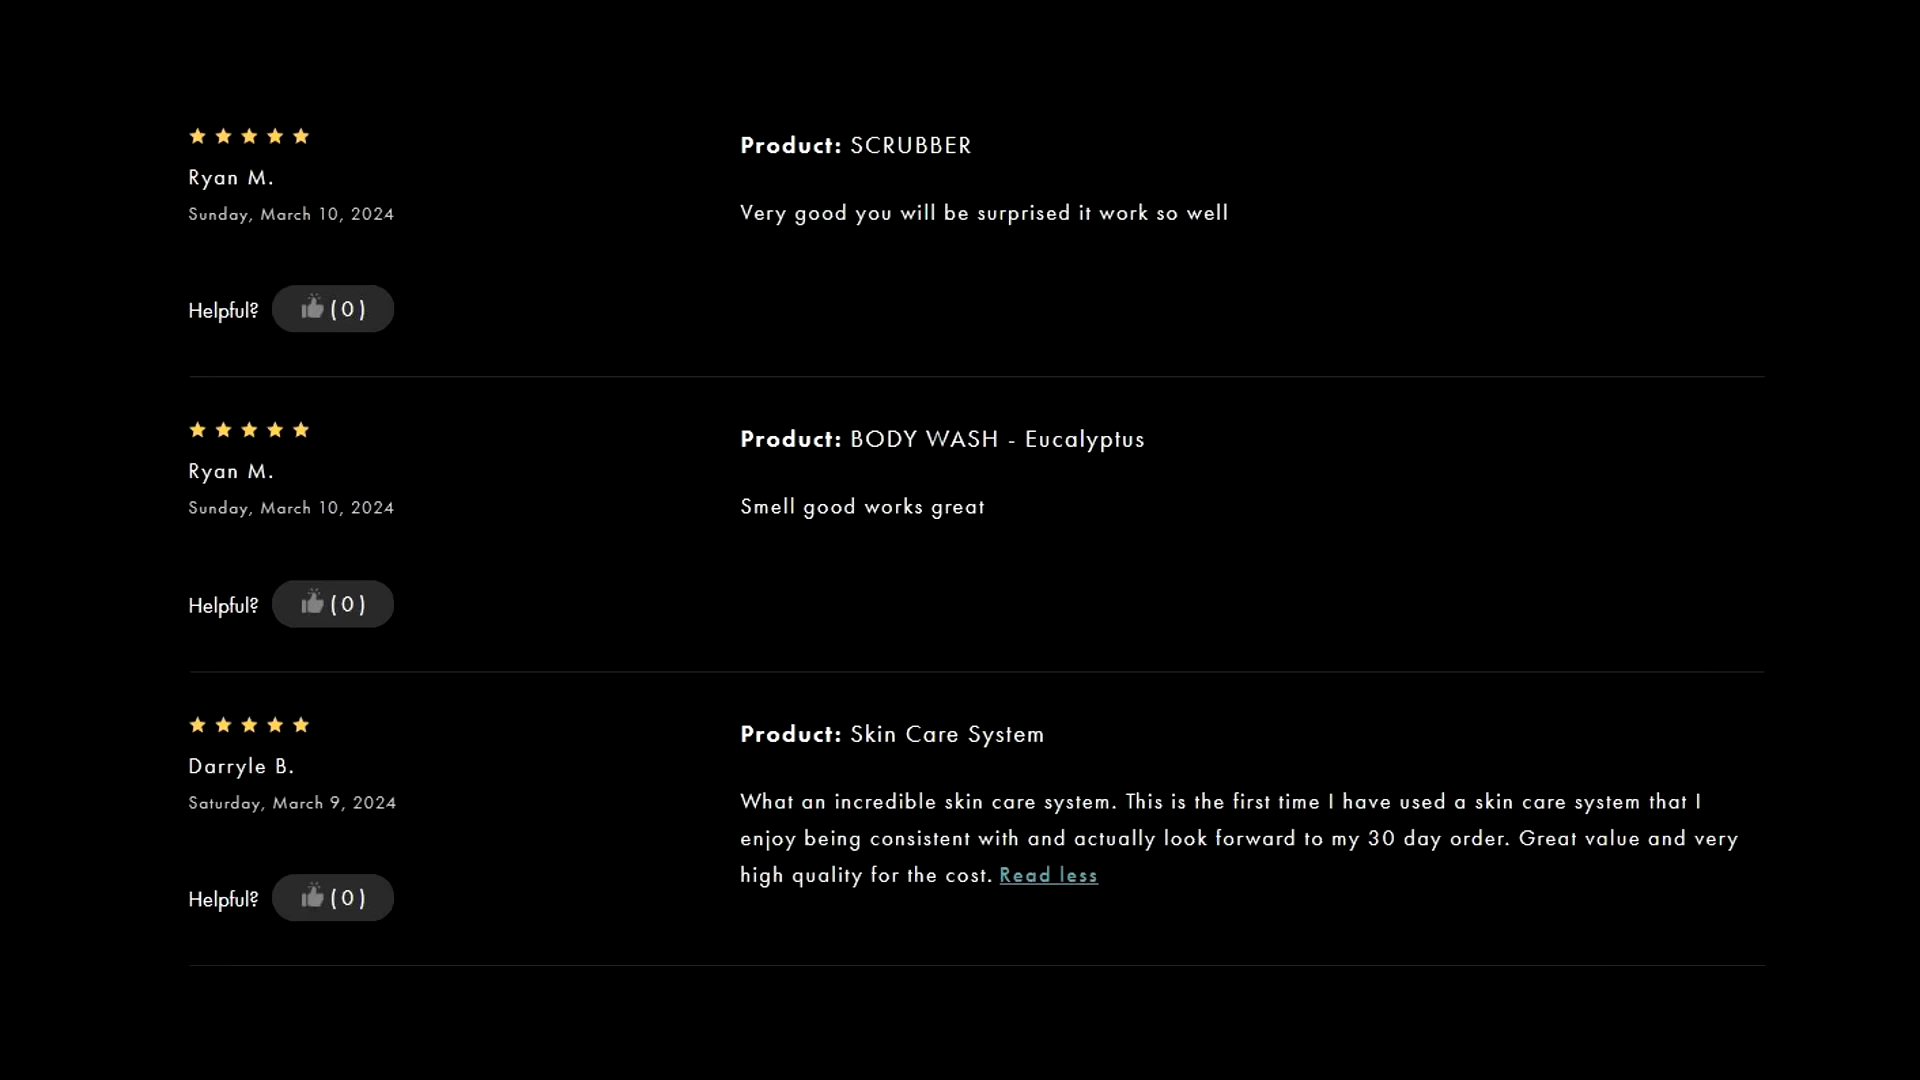 Product: SCRUBBER
Ryan M.
Sunday, March 10, 2024
Very good you will be surprised it work so well
Helpful? (0)
Product: BODY WASH - Eucalyptus
Ryan M.
Sunday, March 10, 2024
Smell good works great
Helpful? (0)
Product: Skin Care System
Darryle B.
Saturday, March 9, 2024
What an incredible skin care system. This is the first time I have used a skin care system that I
enjoy being consistent with and actually look forward to my 30 day order. Great value and very
high quality for the cost. Read less
Helpful? (0)